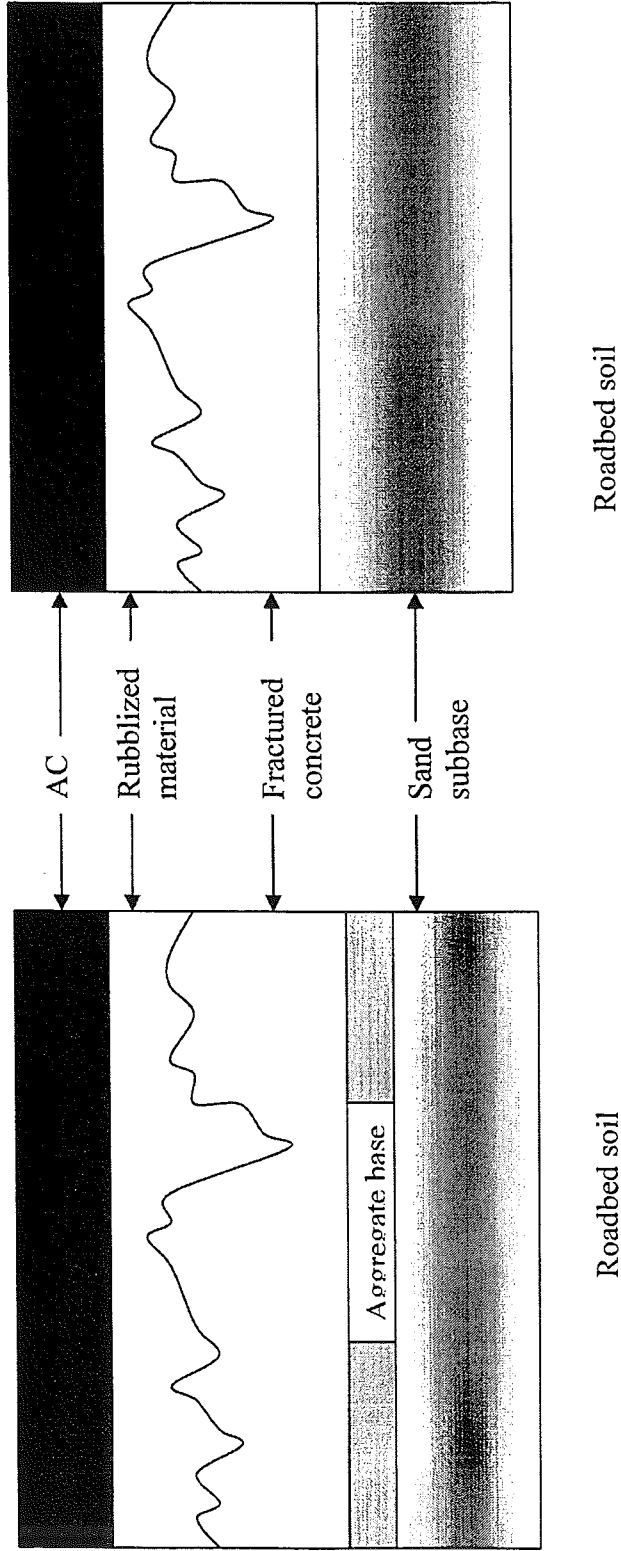 AC
Rubblized
material
Fractured
concrete
Sand
subbase
Aggregate base
Roadbed soil
Roadbed soil